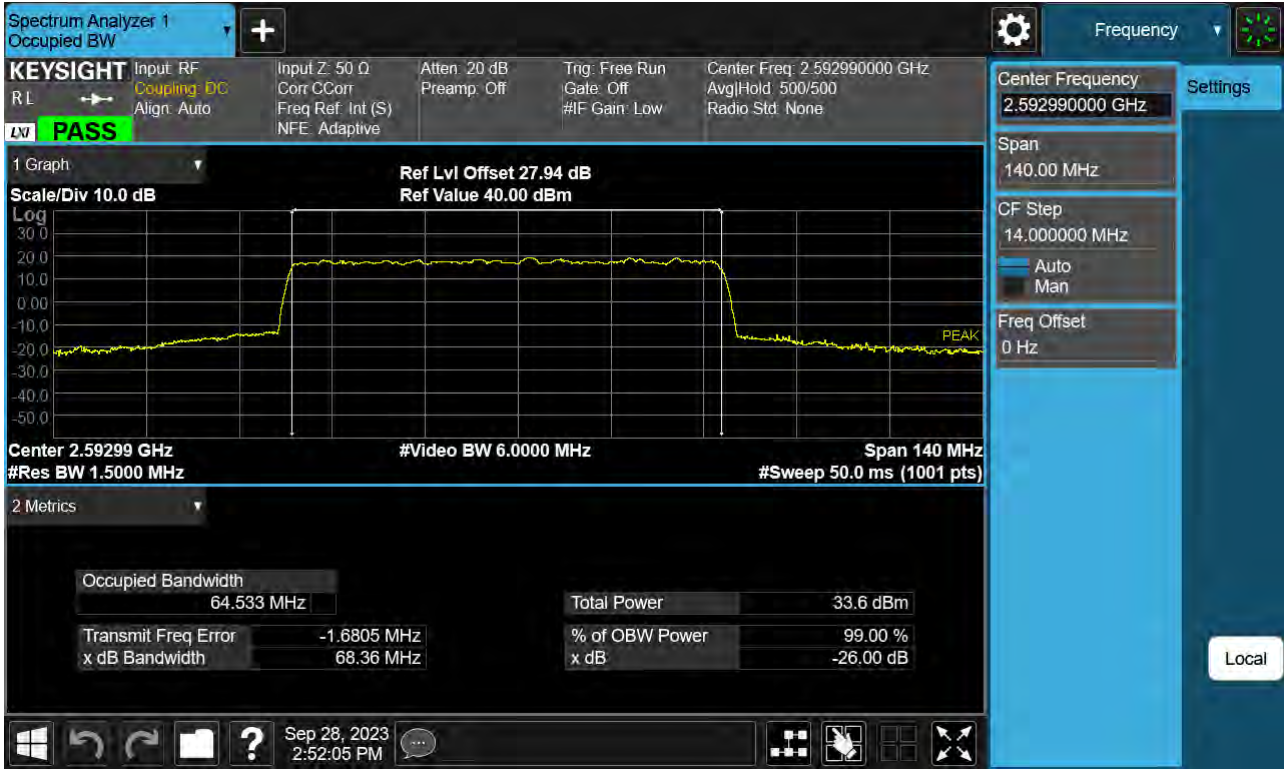 Spectrum Analyzer 1
Occupied BW
Frequency
KEYSIGHT
RL
LXI
PASS
Input: RF
Coupling: DC
Align: Auto
Input Z: 50 Ω
Corr CCorr
Freq Ref: Int (S)
NFE: Adaptive
Atten: 20 dB
Preamp: Off
Trig: Free Run
Gate: Off
#IF Gain: Low
Center Freq: 2.592990000 GHz
Avg|Hold: 500/500
Radio Std: None
Center Frequency
2.592990000 GHz
Settings
Span
140.00 MHz
CF Step
14.000000 MHz
Auto
Man
Freq Offset
0 Hz
Local
1 Graph
Scale/Div 10.0 dB
Ref Lvl Offset 27.94 dB
Ref Value 40.00 dBm
Log
30.0
20.0
10.0
0.00
-10.0
-20.0
-30.0
-40.0
-50.0
PEAK
Center 2.59299 GHz
#Video BW 6.0000 MHz
Span 140 MHz
#Res BW 1.5000 MHz
#Sweep 50.0 ms (1001 pts)
2 Metrics
Occupied Bandwidth
64.533 MHz
Total Power 33.6 dBm
Transmit Freq Error -1.6805 MHz
% of OBW Power 99.00 %
x dB Bandwidth 68.36 MHz
x dB -26.00 dB
?
Sep 28, 2023
2:52:05 PM